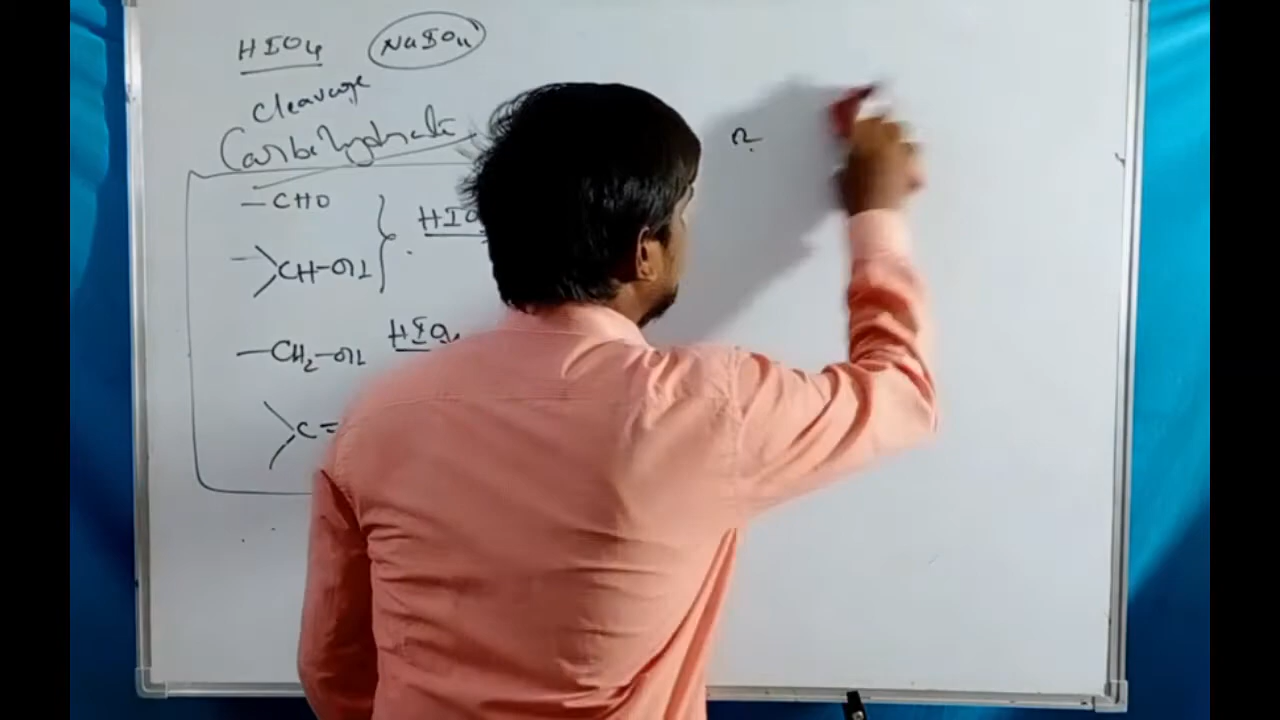 HIO4 NaIO4
Cleavage
Carbohydrate
—CHO
HIO
CH—OH
—CH2—OH HIO4
C=